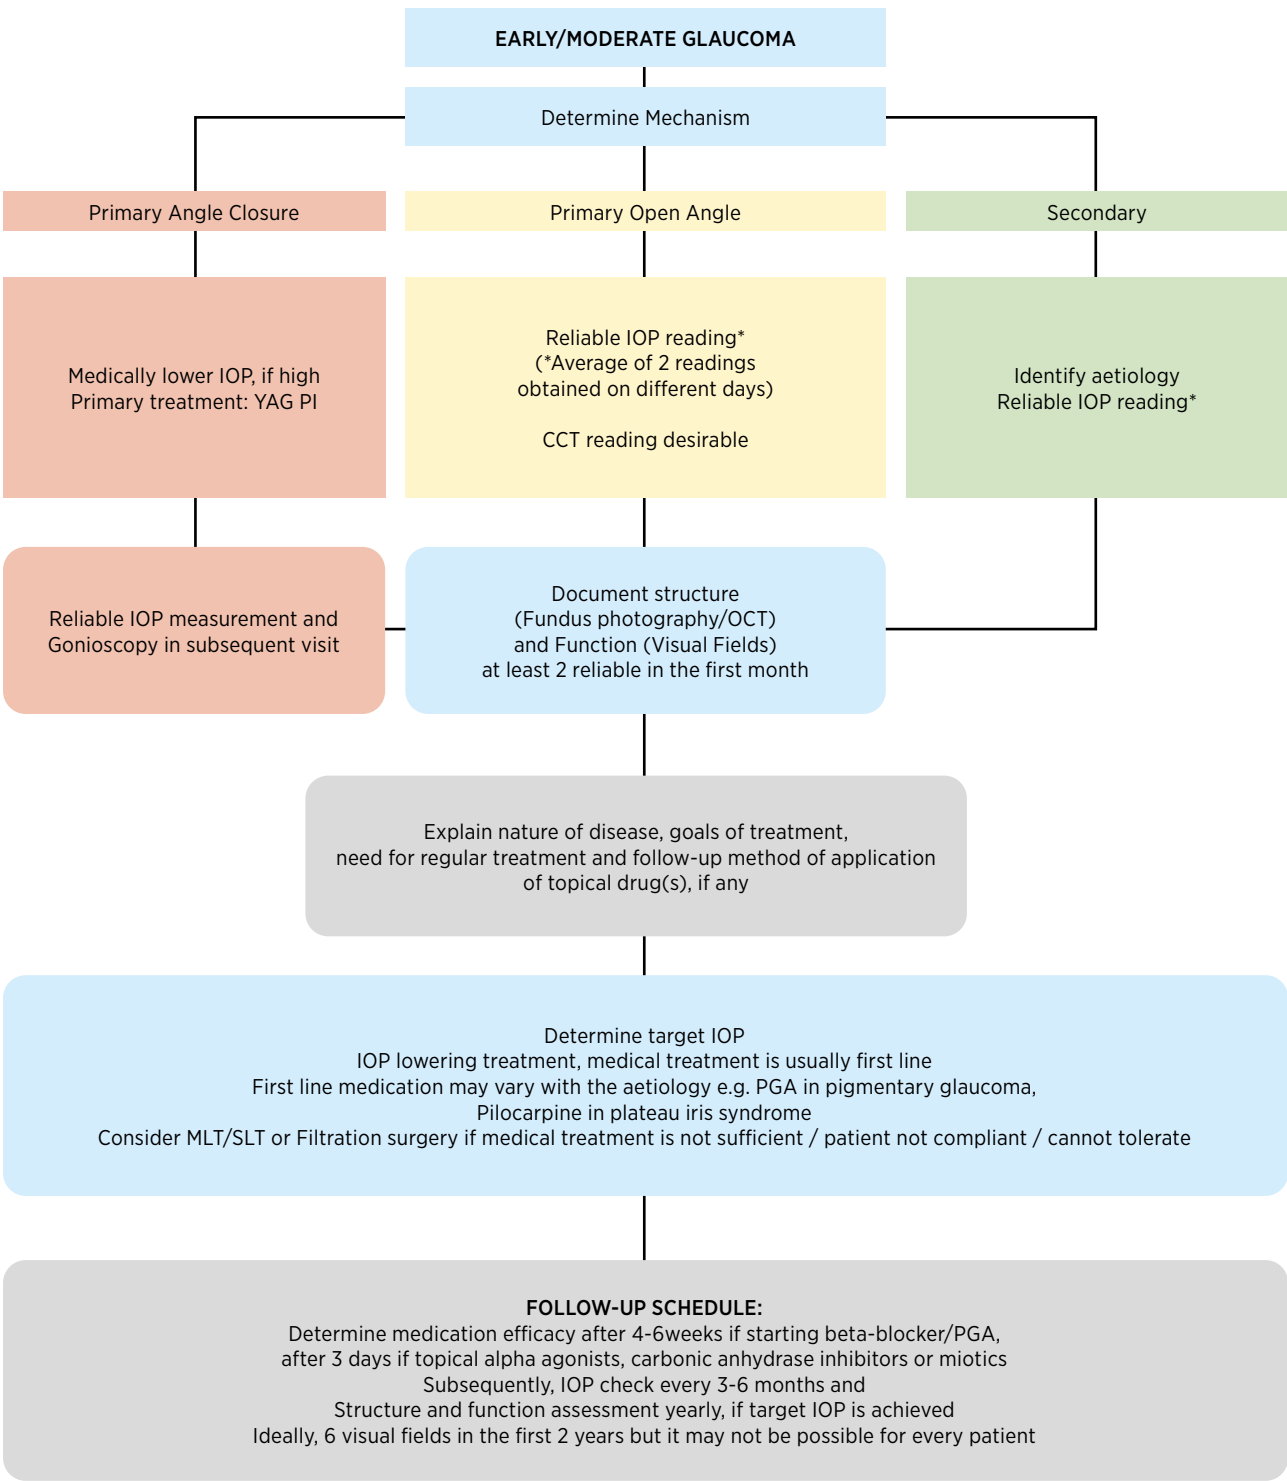 EARLY/MODERATE GLAUCOMA
Determine Mechanism
Primary Angle Closure
Primary Open Angle
Secondary
Medically lower IOP, if high
Primary treatment: YAG PI
Reliable IOP reading*
(*Average of 2 readings
obtained on different days)
CCT reading desirable
Identify aetiology
Reliable IOP reading*
Reliable IOP measurement and
Gonioscopy in subsequent visit
Document structure
(Fundus photography/OCT)
and Function (Visual Fields)
at least 2 reliable in the first month
Explain nature of disease, goals of treatment,
need for regular treatment and follow-up method of application
of topical drug(s), if any
Determine target IOP
IOP lowering treatment, medical treatment is usually first line
First line medication may vary with the aetiology e.g. PGA in pigmentary glaucoma,
Pilocarpine in plateau iris syndrome
Consider MLT/SLT or Filtration surgery if medical treatment is not sufficient / patient not compliant / cannot tolerate
FOLLOW-UP SCHEDULE:
Determine medication efficacy after 4-6weeks if starting beta-blocker/PGA,
after 3 days if topical alpha agonists, carbonic anhydrase inhibitors or miotics
Subsequently, IOP check every 3-6 months and
Structure and function assessment yearly, if target IOP is achieved
Ideally, 6 visual fields in the first 2 years but it may not be possible for every patient